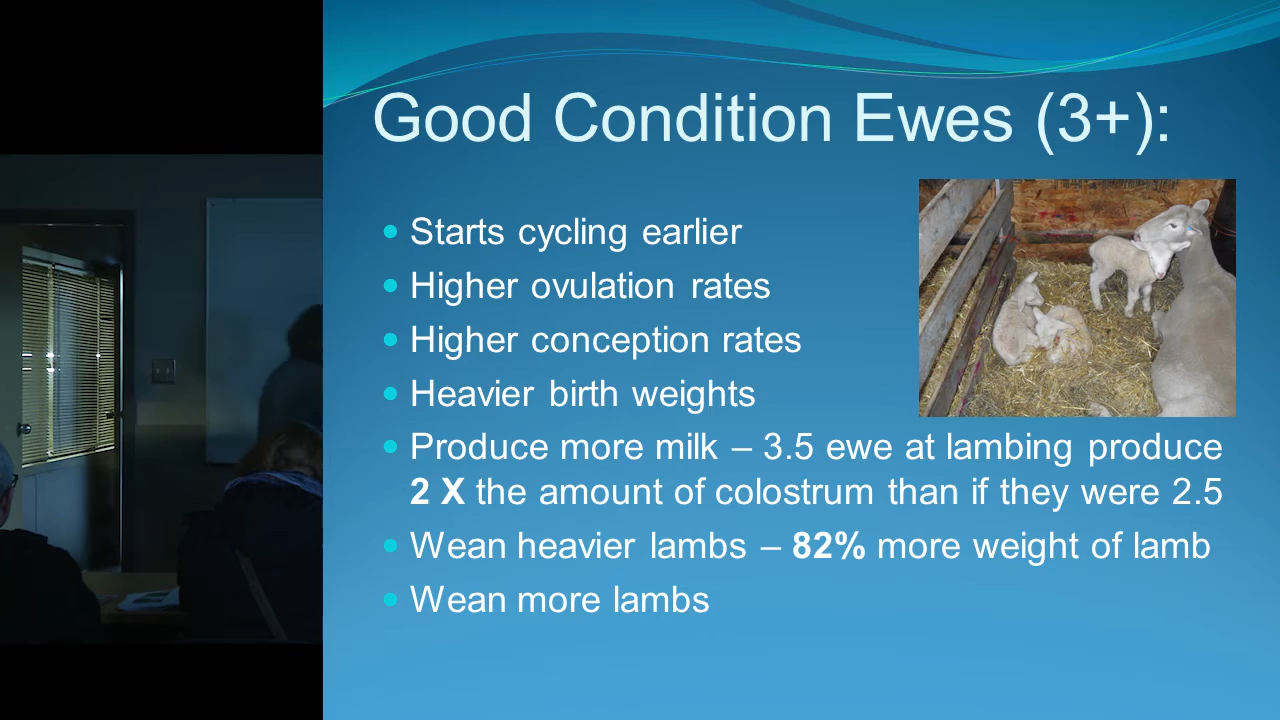 Good Condition Ewes (3+):
Starts cycling earlier
Higher ovulation rates
Higher conception rates
Heavier birth weights
Produce more milk – 3.5 ewe at lambing produce
2 X the amount of colostrum than if they were 2.5
Wean heavier lambs – 82% more weight of lamb
Wean more lambs